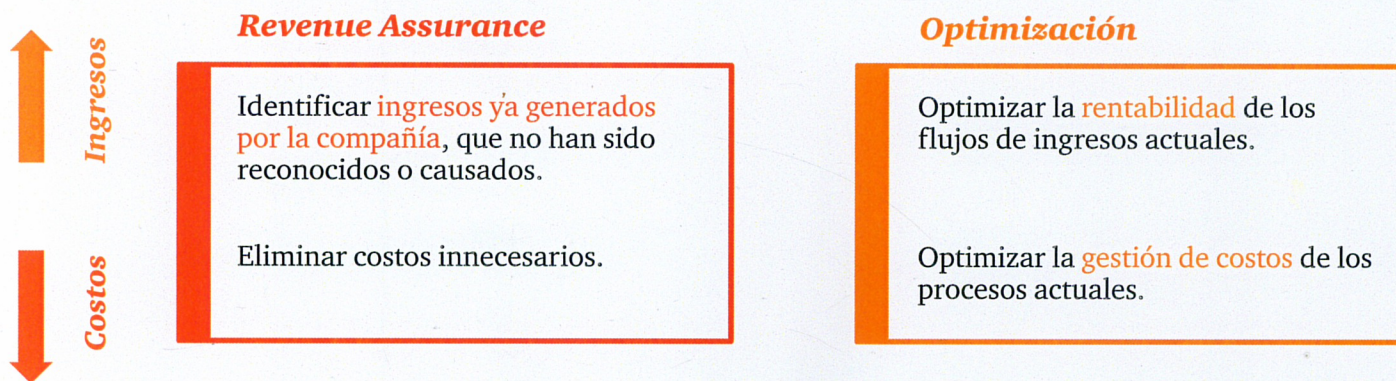 Revenue Assurance
Optimización
Ingresos
Identificar ingresos ya generados
por la compañía, que no han sido
reconocidos o causados.
Optimizar la rentabilidad de los
flujos de ingresos actuales.
Costos
Eliminar costos innecesarios.
Optimizar la gestión de costos de los
procesos actuales.